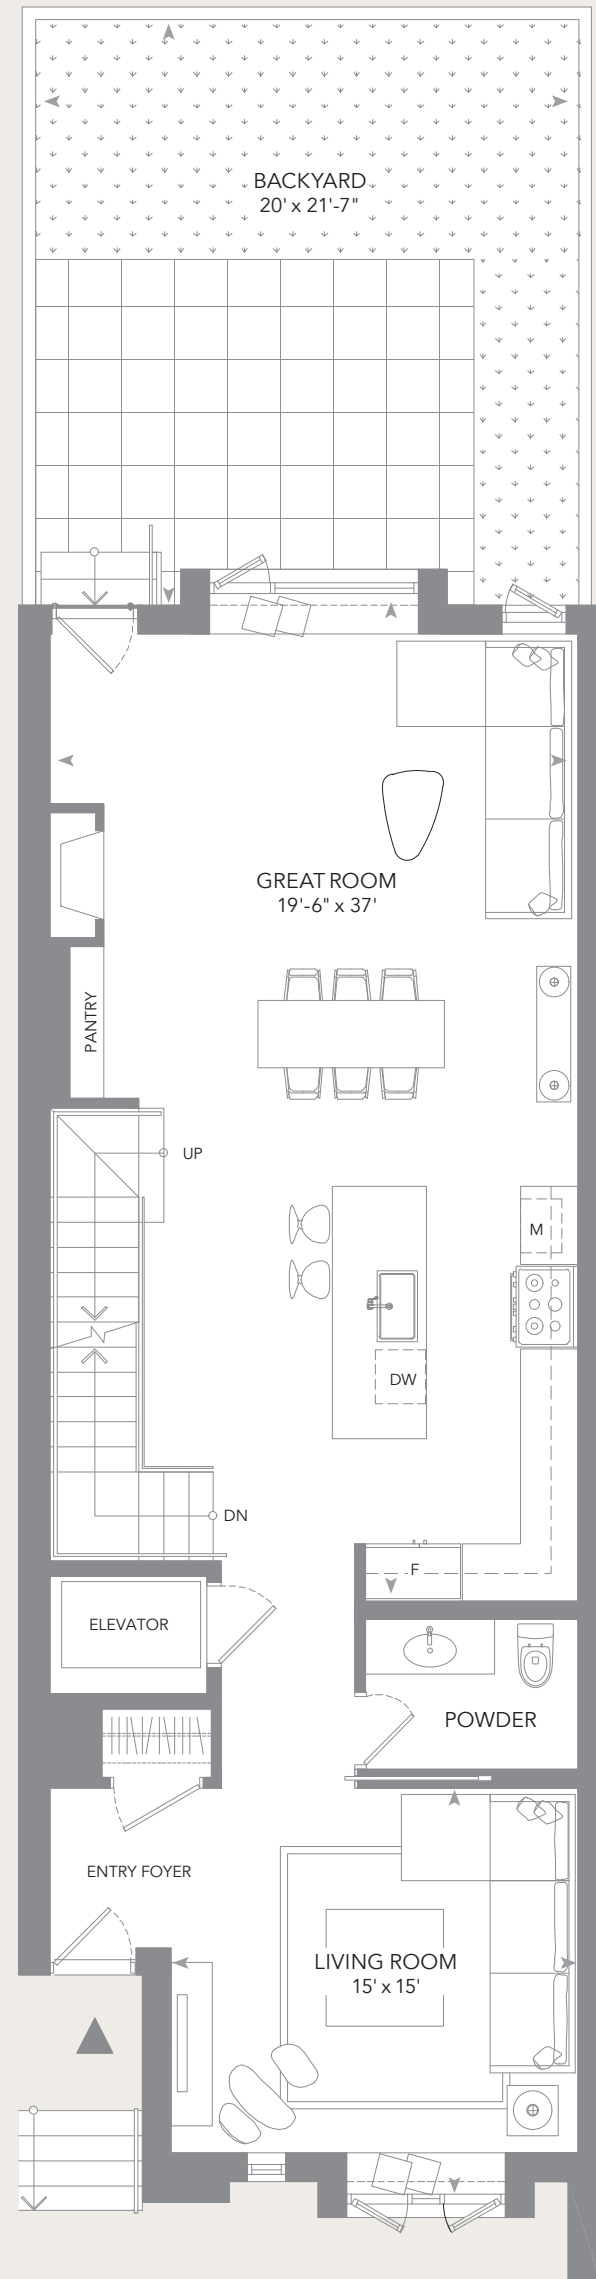 BACKYARD
20' x 21'-7"
GREAT ROOM
19'-6" x 37'
PANTRY
UP
M
DW
DN
F
ELEVATOR
POWDER
ENTRY FOYER
LIVING ROOM
15' x 15'